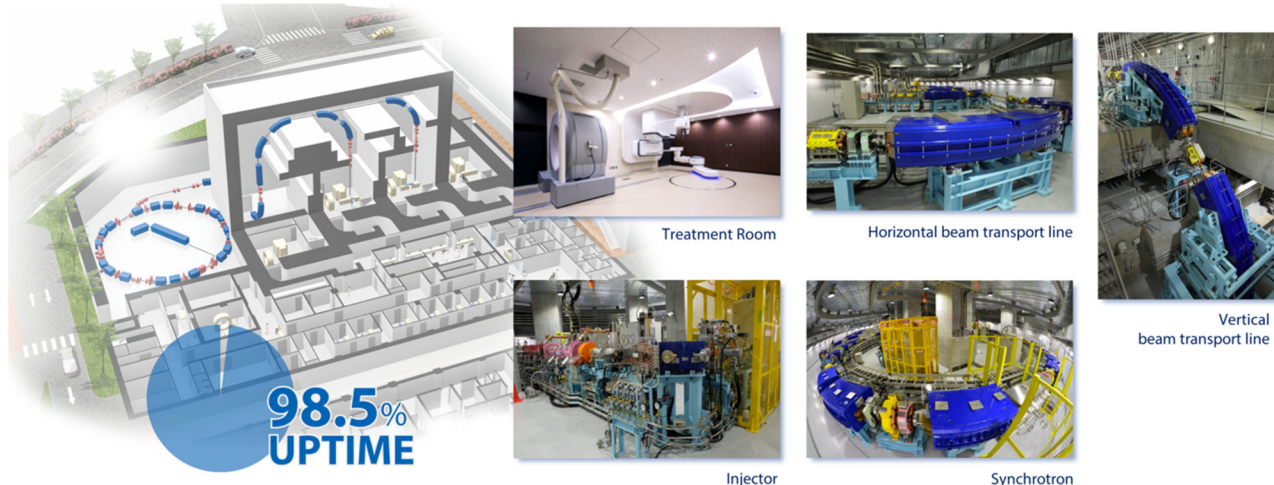 Treatment Room
Horizontal beam transport line
Vertical
beam transport line
98.5%
UPTIME
Injector
Synchrotron